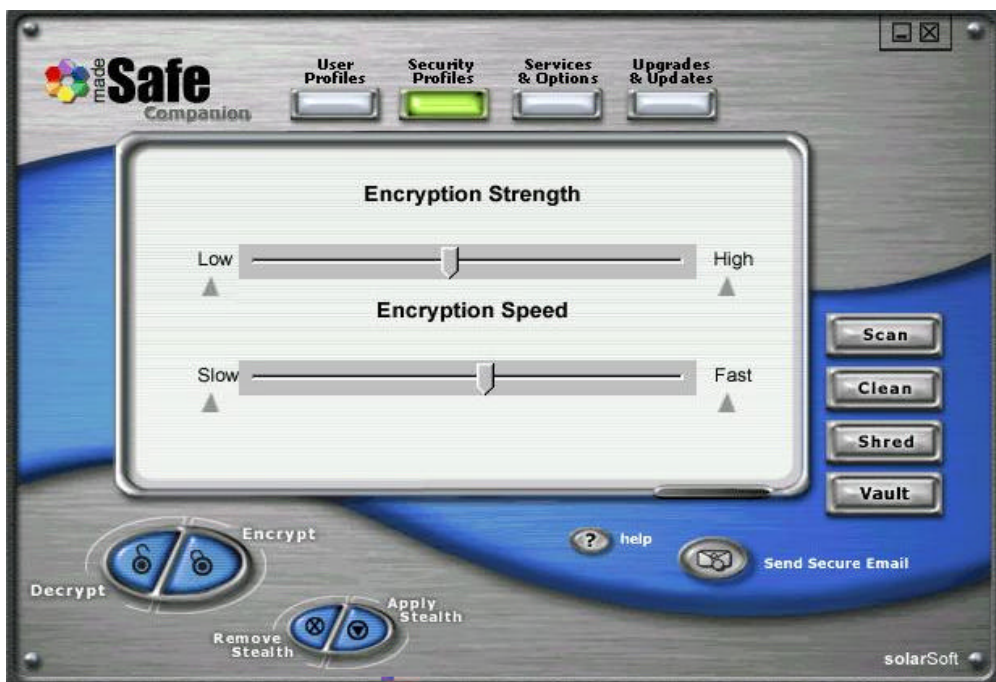 made
Safe
Companion
User
Profiles
Security
Profiles
Services
& Options
Upgrades
& Updates
Encryption Strength
Low
High
Encryption Speed
Slow
Fast
Scan
Clean
Shred
Vault
Encrypt
Decrypt
? help
Send Secure Email
Apply
Stealth
Remove
Stealth
solarSoft